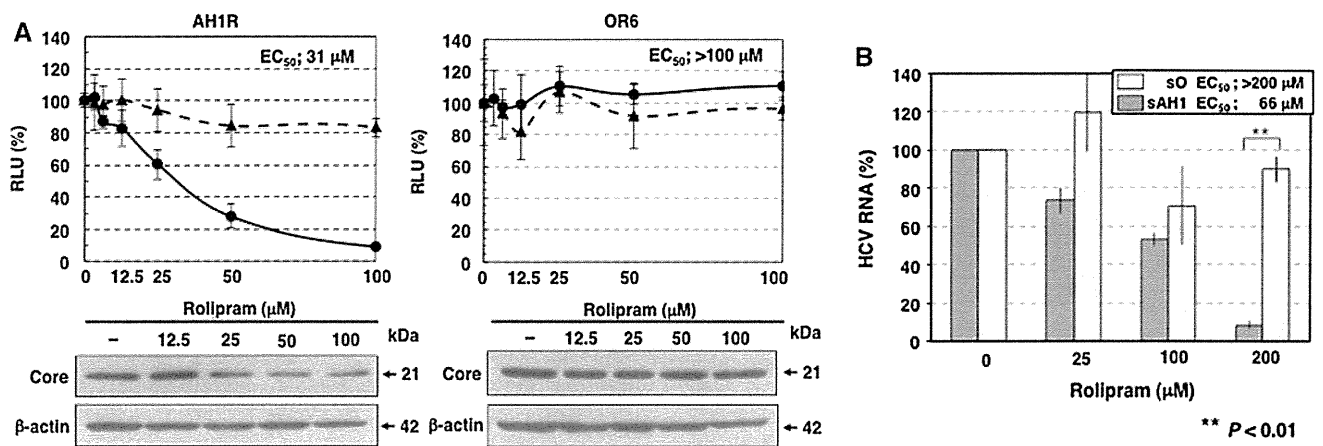 A
AH1R
EC50; 31 μM
RLU (%)
140
120
100
80
60
40
20
0
0
12.5
25
50
100
Rolipram (μM)
– 12.5 25 50 100 kDa
Core ← 21
β-actin ← 42
OR6
EC50; >100 μM
RLU (%)
140
120
100
80
60
40
20
0
0
12.5
25
50
100
Rolipram (μM)
– 12.5 25 50 100 kDa
Core ← 21
β-actin ← 42
B
sO EC50; >200 μM
sAH1 EC50; 66 μM
**
HCV RNA (%)
140
120
100
80
60
40
20
0
0 25 100 200
Rolipram (μM)
** P < 0.01